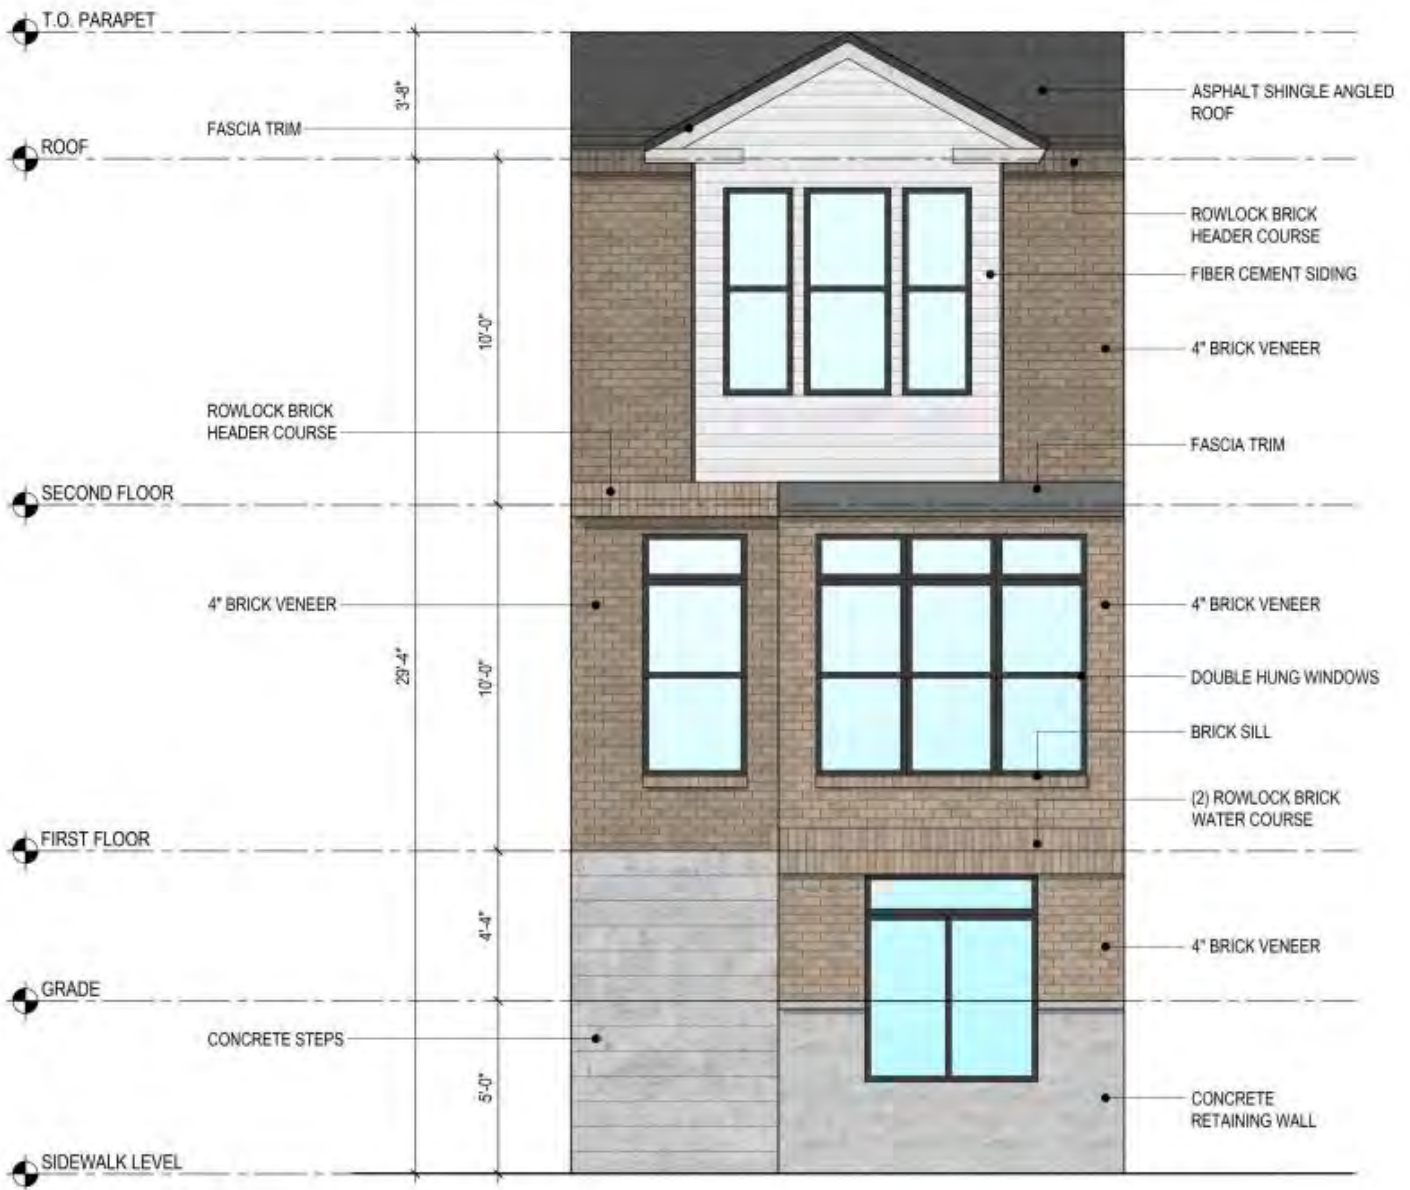 T.O. PARAPET
3'-8"
ASPHALT SHINGLE ANGLED
ROOF
FASCIA TRIM
ROOF
ROWLOCK BRICK
HEADER COURSE
FIBER CEMENT SIDING
10'-0"
4" BRICK VENEER
ROWLOCK BRICK
HEADER COURSE
FASCIA TRIM
SECOND FLOOR
4" BRICK VENEER
4" BRICK VENEER
29'-4"
10'-0"
DOUBLE HUNG WINDOWS
BRICK SILL
(2) ROWLOCK BRICK
WATER COURSE
FIRST FLOOR
4'-4"
4" BRICK VENEER
GRADE
CONCRETE STEPS
5'-0"
CONCRETE
RETAINING WALL
SIDEWALK LEVEL